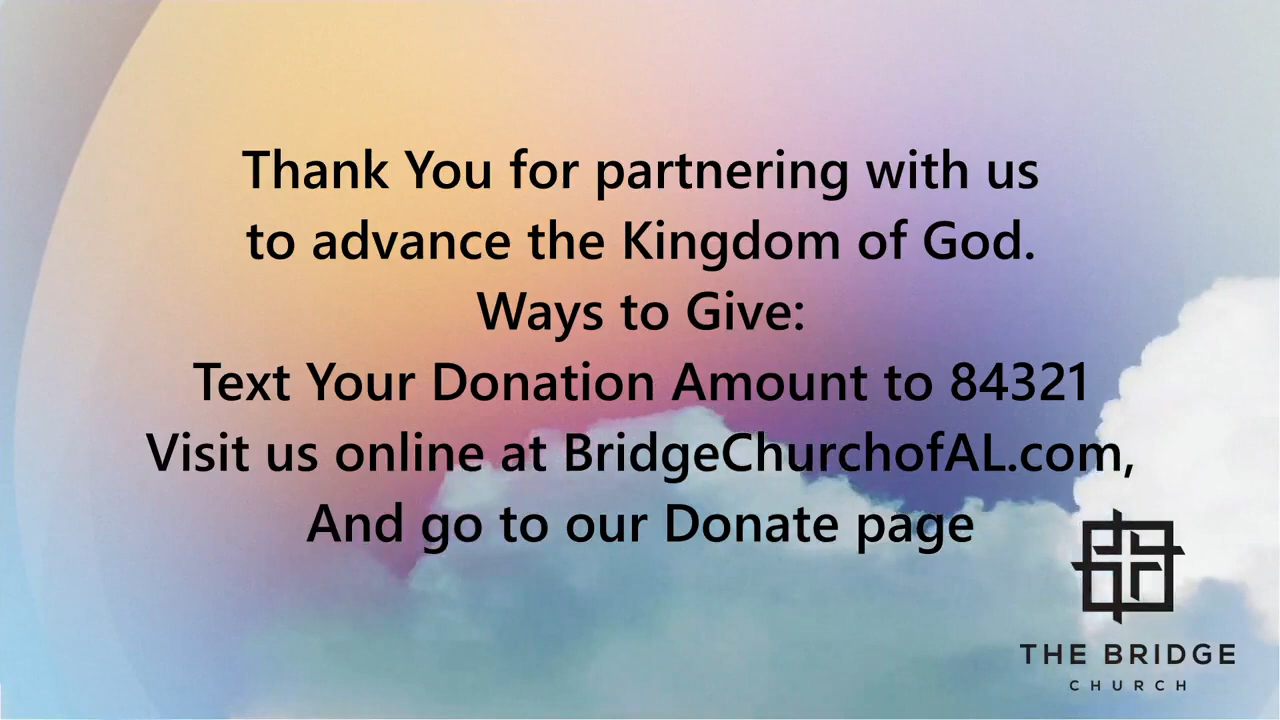 Thank You for partnering with us
to advance the Kingdom of God.
Ways to Give:
Text Your Donation Amount to 84321
Visit us online at BridgeChurchofAL.com,
And go to our Donate page
THE BRIDGE
CHURCH